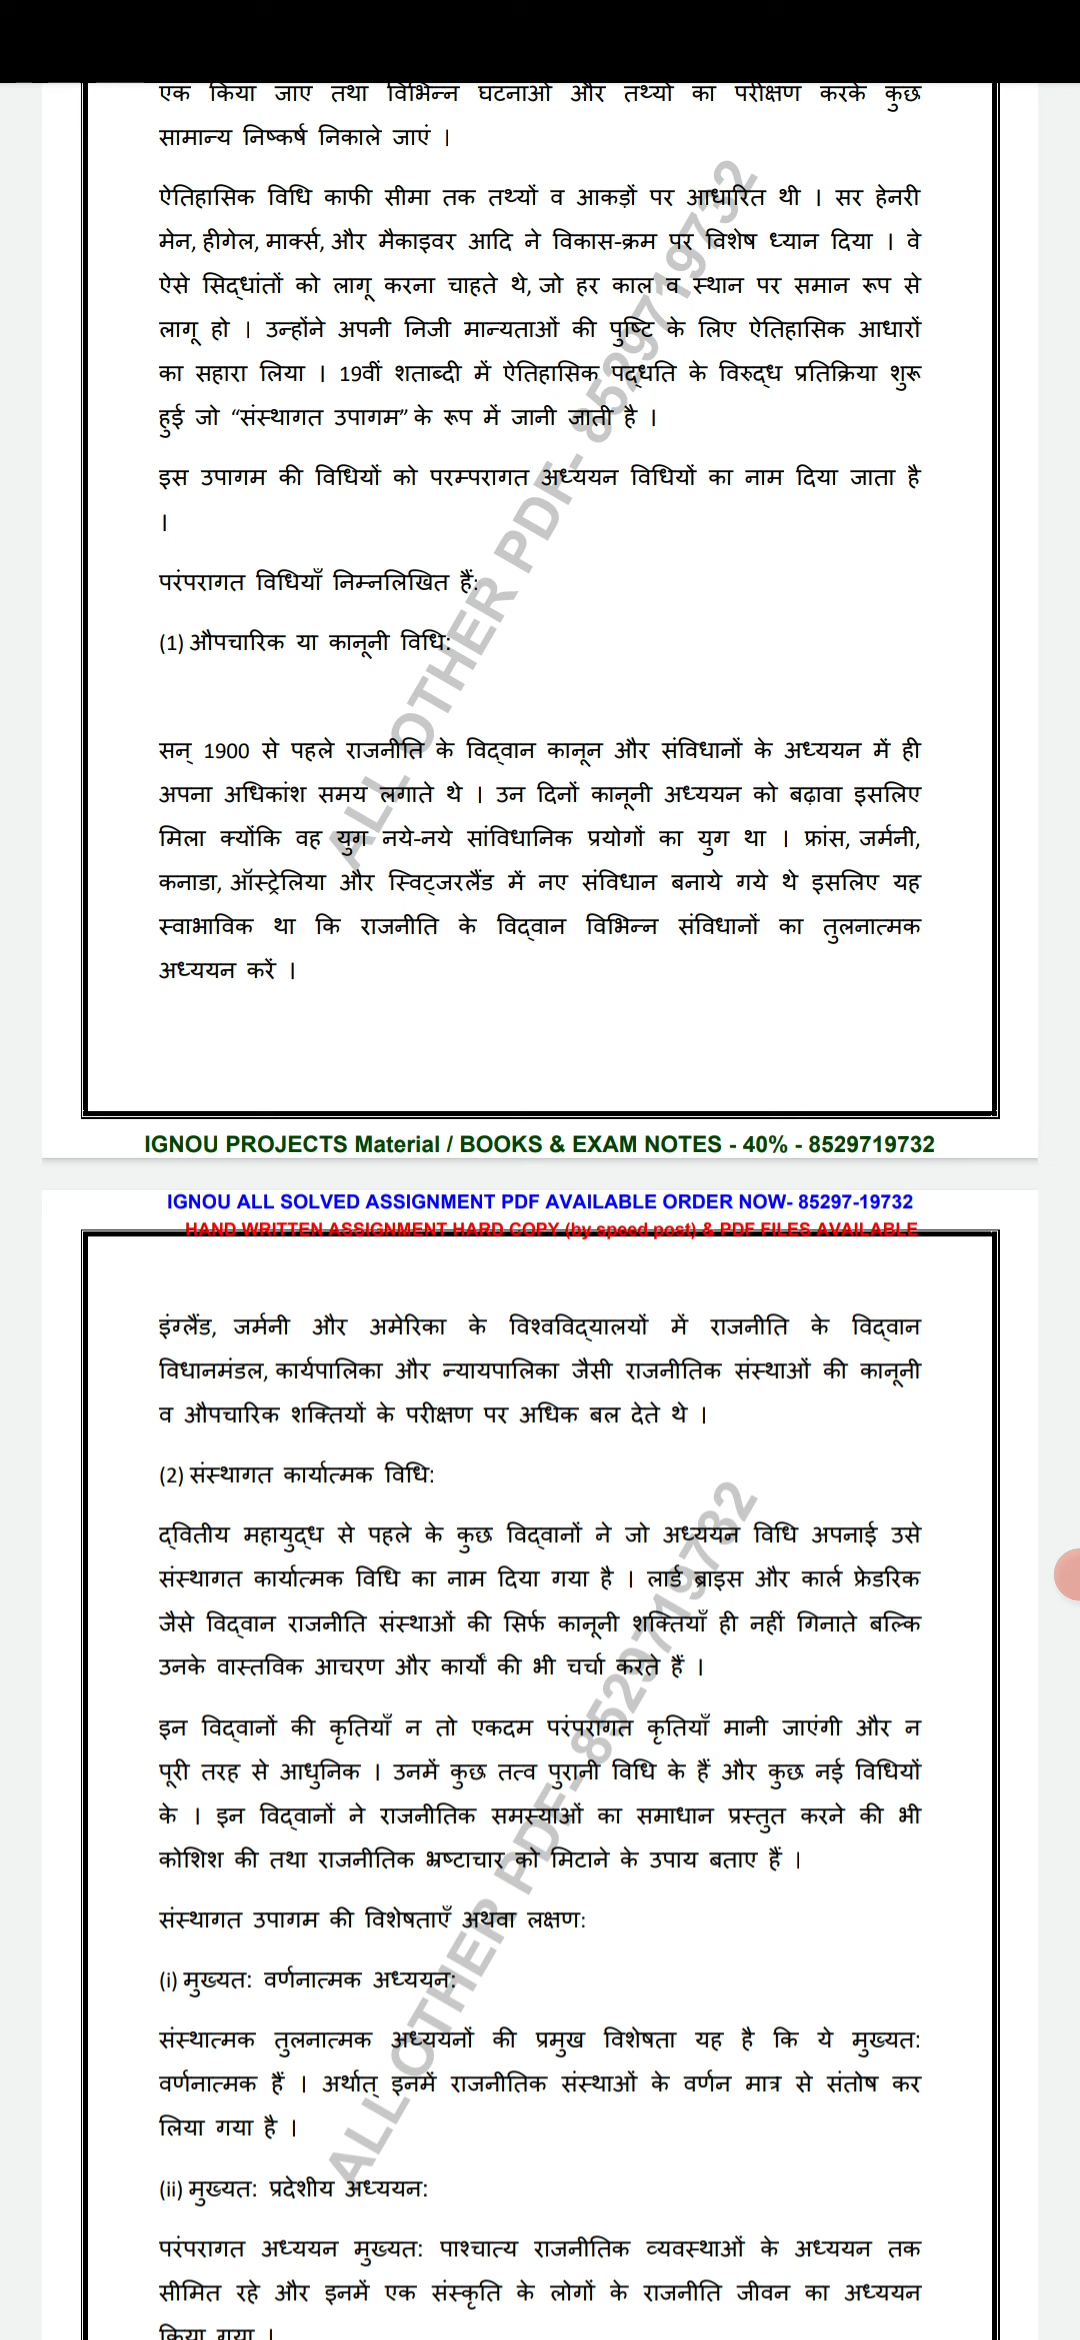 एक किया जाए तथा विभिन्न घटनाओं और तथ्यों का परीक्षण करके कुछ
सामान्य निष्कर्ष निकाले जाएं ।
ऐतिहासिक विधि काफी सीमा तक तथ्यों व आकड़ों पर आधारित थी । सर हेनरी
मेन, हीगेल, मार्क्स, और मैकाइवर आदि ने विकास-क्रम पर विशेष ध्यान दिया । वे
ऐसे सिद्धांतों को लागू करना चाहते थे, जो हर काल व स्थान पर समान रूप से
लागू हो । उन्होंने अपनी निजी मान्यताओं की पुष्टि के लिए ऐतिहासिक आधारों
का सहारा लिया । 19वीं शताब्दी में ऐतिहासिक पद्धति के विरुद्ध प्रतिक्रिया शुरू
हुई जो “संस्थागत उपागम” के रूप में जानी जाती है ।
इस उपागम की विधियों को परम्परागत अध्ययन विधियों का नाम दिया जाता है
।
परंपरागत विधियाँ निम्नलिखित हैं:
(1) औपचारिक या कानूनी विधि:
सन् 1900 से पहले राजनीति के विद्वान कानून और संविधानों के अध्ययन में ही
अपना अधिकांश समय लगाते थे । उन दिनों कानूनी अध्ययन को बढ़ावा इसलिए
मिला क्योंकि वह युग नये-नये सांविधानिक प्रयोगों का युग था । फ्रांस, जर्मनी,
कनाडा, ऑस्ट्रेलिया और स्विट्जरलैंड में नए संविधान बनाये गये थे इसलिए यह
स्वाभाविक था कि राजनीति के विद्वान विभिन्न संविधानों का तुलनात्मक
अध्ययन करें ।
ALL OTHER PDF- 8529719732
IGNOU PROJECTS Material / BOOKS & EXAM NOTES - 40% - 8529719732
IGNOU ALL SOLVED ASSIGNMENT PDF AVAILABLE ORDER NOW- 85297-19732
HAND WRITTEN ASSIGNMENT HARD COPY (by speed post) & PDF FILES AVAILABLE
इंग्लैंड, जर्मनी और अमेरिका के विश्वविद्यालयों में राजनीति के विद्वान
विधानमंडल, कार्यपालिका और न्यायपालिका जैसी राजनीतिक संस्थाओं की कानूनी
व औपचारिक शक्तियों के परीक्षण पर अधिक बल देते थे ।
(2) संस्थागत कार्यात्मक विधि:
द्वितीय महायुद्ध से पहले के कुछ विद्वानों ने जो अध्ययन विधि अपनाई उसे
संस्थागत कार्यात्मक विधि का नाम दिया गया है । लार्ड ब्राइस और कार्ल फ्रेडरिक
जैसे विद्वान राजनीति संस्थाओं की सिर्फ कानूनी शक्तियाँ ही नहीं गिनाते बल्कि
उनके वास्तविक आचरण और कार्यों की भी चर्चा करते हैं ।
इन विद्वानों की कृतियाँ न तो एकदम परंपरागत कृतियाँ मानी जाएंगी और न
पूरी तरह से आधुनिक । उनमें कुछ तत्व पुरानी विधि के हैं और कुछ नई विधियों
के । इन विद्वानों ने राजनीतिक समस्याओं का समाधान प्रस्तुत करने की भी
कोशिश की तथा राजनीतिक भ्रष्टाचार को मिटाने के उपाय बताए हैं ।
संस्थागत उपागम की विशेषताएँ अथवा लक्षण:
(i) मुख्यत: वर्णनात्मक अध्ययन:
संस्थात्मक तुलनात्मक अध्ययनों की प्रमुख विशेषता यह है कि ये मुख्यत:
वर्णनात्मक हैं । अर्थात् इनमें राजनीतिक संस्थाओं के वर्णन मात्र से संतोष कर
लिया गया है ।
(ii) मुख्यत: प्रदेशीय अध्ययन:
परंपरागत अध्ययन मुख्यत: पाश्चात्य राजनीतिक व्यवस्थाओं के अध्ययन तक
सीमित रहे और इनमें एक संस्कृति के लोगों के राजनीति जीवन का अध्ययन
किया गया ।
ALL OTHER PDF- 8529719732